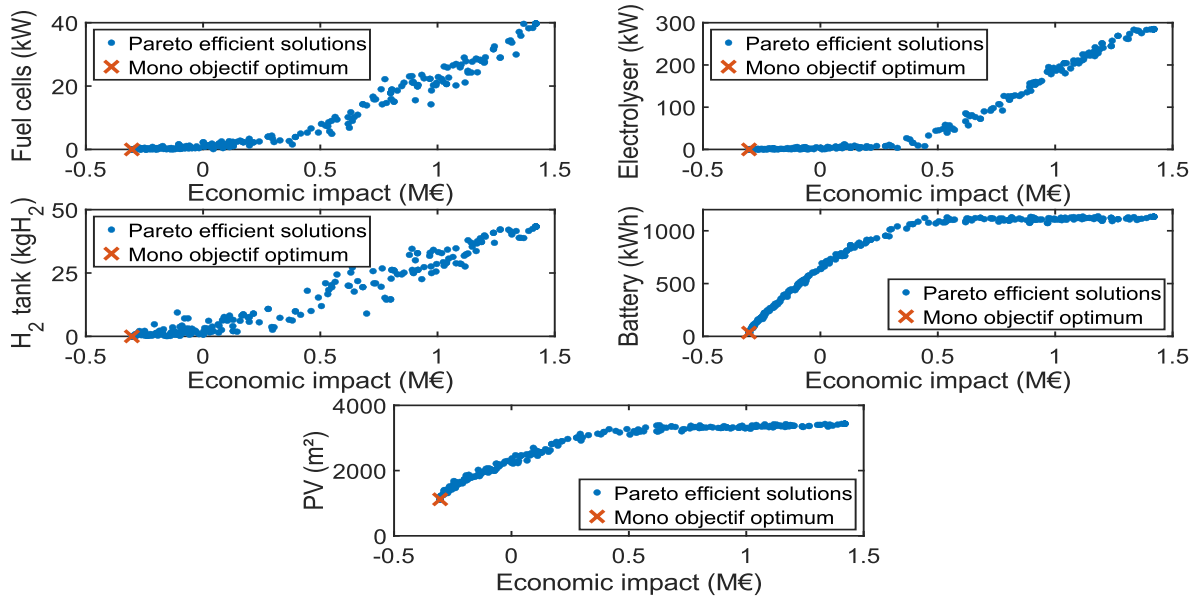 Fuel cells (kW)
40
20
0
-0.5
0
0.5
1
1.5
Economic impact (M€)
Pareto efficient solutions
Mono objectif optimum
Electrolyser (kW)
300
200
100
0
-0.5
0
0.5
1
1.5
Economic impact (M€)
Pareto efficient solutions
Mono objectif optimum
H₂ tank (kgH₂)
50
25
0
-0.5
0
0.5
1
1.5
Economic impact (M€)
Pareto efficient solutions
Mono objectif optimum
Battery (kWh)
1000
500
0
-0.5
0
0.5
1
1.5
Economic impact (M€)
Pareto efficient solutions
Mono objectif optimum
PV (m²)
4000
2000
0
-0.5
0
0.5
1
1.5
Economic impact (M€)
Pareto efficient solutions
Mono objectif optimum